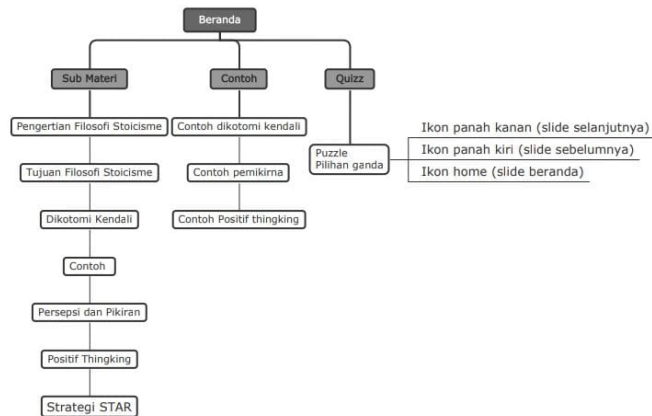 Beranda
Sub Materi
Contoh
Quizz
Pengertian Filosofi Stoicisme
Tujuan Filosofi Stoicisme
Dikotomi Kendali
Contoh
Persepsi dan Pikiran
Positif Thingking
Strategi STAR
Contoh dikotomi kendali
Contoh pemikirna
Contoh Positif thingking
Puzzle
Pilihan ganda
Ikon panah kanan (slide selanjutnya)
Ikon panah kiri (slide sebelumnya)
Ikon home (slide beranda)